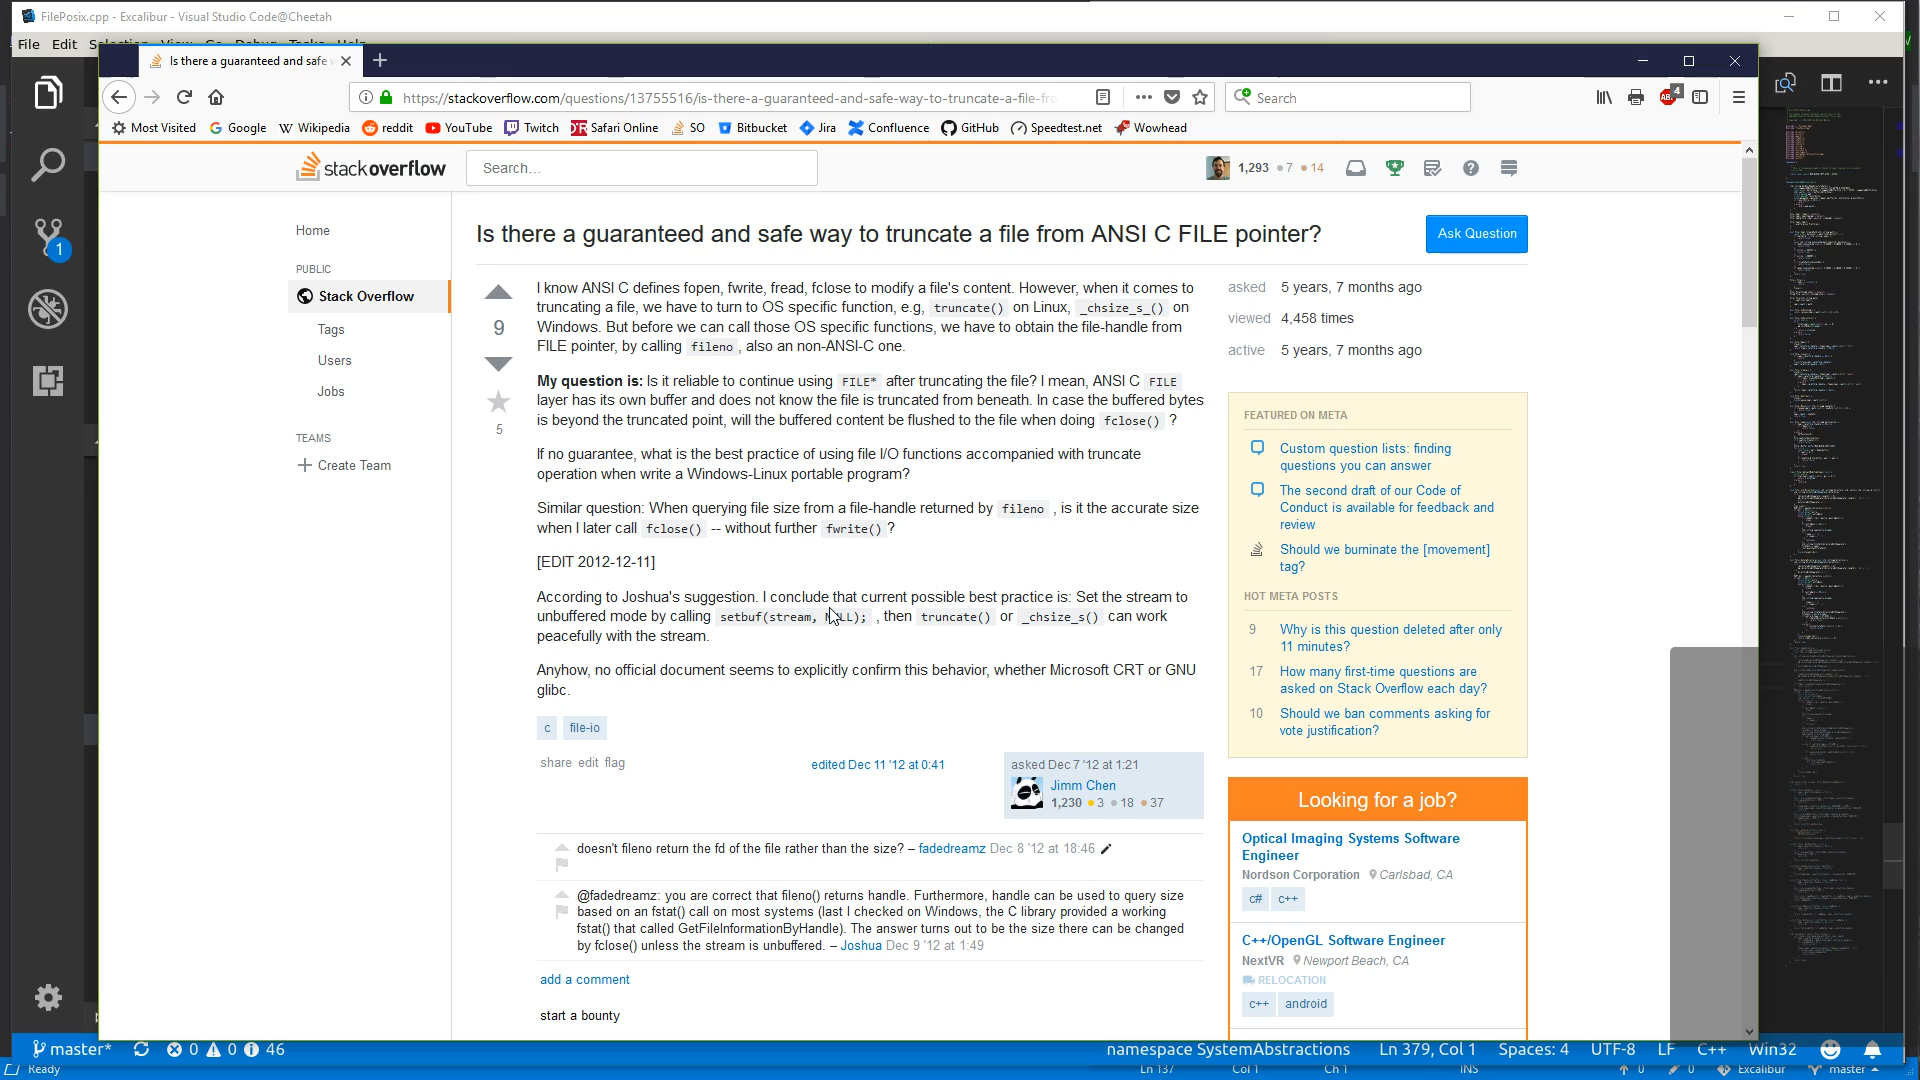 FilePosix.cpp - Excalibur - Visual Studio Code@Cheetah
File Edit Selection View Go Debug Tasks Help
Is there a guaranteed and safe
https://stackoverflow.com/questions/13755516/is-there-a-guaranteed-and-safe-way-to-truncate-a-file-fro
Search
4
Most Visited Google Wikipedia reddit YouTube Twitch Safari Online SO Bitbucket Jira Confluence GitHub Speedtest.net Wowhead
stackoverflow
Search...
1,293 7 14
1
Home
PUBLIC
Stack Overflow
Tags
Users
Jobs
TEAMS
Create Team
Is there a guaranteed and safe way to truncate a file from ANSI C FILE pointer?
Ask Question
9
5
I know ANSI C defines fopen, fwrite, fread, fclose to modify a file's content. However, when it comes to
truncating a file, we have to turn to OS specific function, e.g, truncate() on Linux, _chsize_s_() on
Windows. But before we can call those OS specific functions, we have to obtain the file-handle from
FILE pointer, by calling fileno , also an non-ANSI-C one.
My question is: Is it reliable to continue using FILE* after truncating the file? I mean, ANSI C FILE
layer has its own buffer and does not know the file is truncated from beneath. In case the buffered bytes
is beyond the truncated point, will the buffered content be flushed to the file when doing fclose() ?
If no guarantee, what is the best practice of using file I/O functions accompanied with truncate
operation when write a Windows-Linux portable program?
Similar question: When querying file size from a file-handle returned by fileno , is it the accurate size
when I later call fclose() -- without further fwrite() ?
[EDIT 2012-12-11]
According to Joshua's suggestion. I conclude that current possible best practice is: Set the stream to
unbuffered mode by calling setbuf(stream, NULL); , then truncate() or _chsize_s() can work
peacefully with the stream.
Anyhow, no official document seems to explicitly confirm this behavior, whether Microsoft CRT or GNU
glibc.
c file-io
share edit flag
edited Dec 11 '12 at 0:41
asked Dec 7 '12 at 1:21
Jimm Chen
1,230 3 18 37
doesn't fileno return the fd of the file rather than the size? – fadedreamz Dec 8 '12 at 18:46
@fadedreamz: you are correct that fileno() returns handle. Furthermore, handle can be used to query size
based on an fstat() call on most systems (last I checked on Windows, the C library provided a working
fstat() that called GetFileInformationByHandle). The answer turns out to be the size there can be changed
by fclose() unless the stream is unbuffered. – Joshua Dec 9 '12 at 1:49
add a comment
start a bounty
asked 5 years, 7 months ago
viewed 4,458 times
active 5 years, 7 months ago
FEATURED ON META
Custom question lists: finding
questions you can answer
The second draft of our Code of
Conduct is available for feedback and
review
Should we burninate the [movement]
tag?
HOT META POSTS
9 Why is this question deleted after only
11 minutes?
17 How many first-time questions are
asked on Stack Overflow each day?
10 Should we ban comments asking for
vote justification?
Looking for a job?
Optical Imaging Systems Software
Engineer
Nordson Corporation Carlsbad, CA
c# c++
C++/OpenGL Software Engineer
NextVR Newport Beach, CA
RELOCATION
c++ android
master* 0 0 46
namespace SystemAbstractions Ln 379, Col 1 Spaces: 4 UTF-8 LF C++ Win32
Ready
Ln 137 Col 1 Ch 1 INS 0 0 Excalibur master